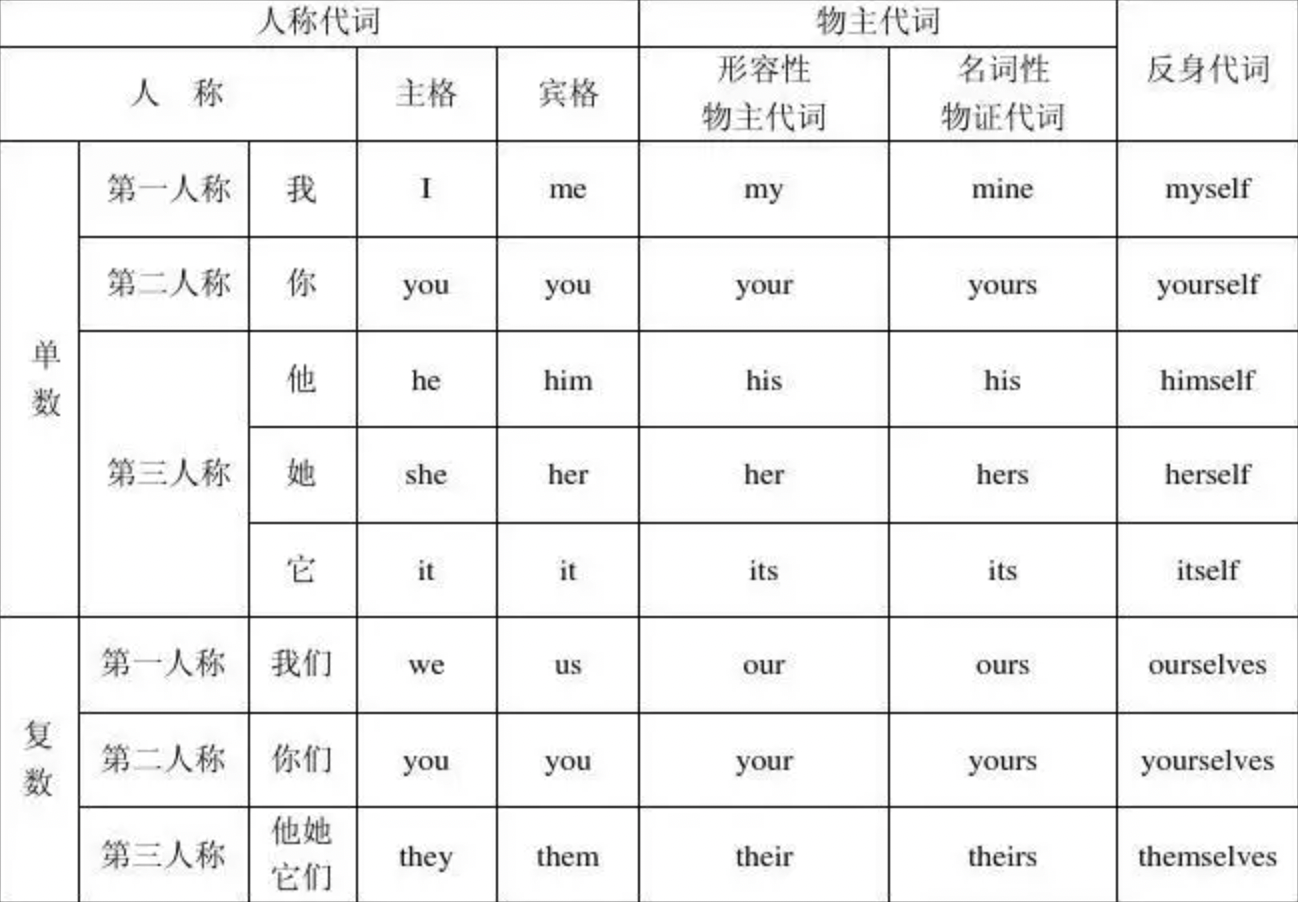 人称代词 物主代词 反身代词
人 称 主格 宾格 形容性 名词性
物主代词 物证代词
单数 第一人称 我 I me my mine myself
第二人称 你 you you your yours yourself
第三人称 他 he him his his himself
她 she her her hers herself
它 it it its its itself
复数 第一人称 我们 we us our ours ourselves
第二人称 你们 you you your yours yourselves
第三人称 他她 they them their theirs themselves
它们